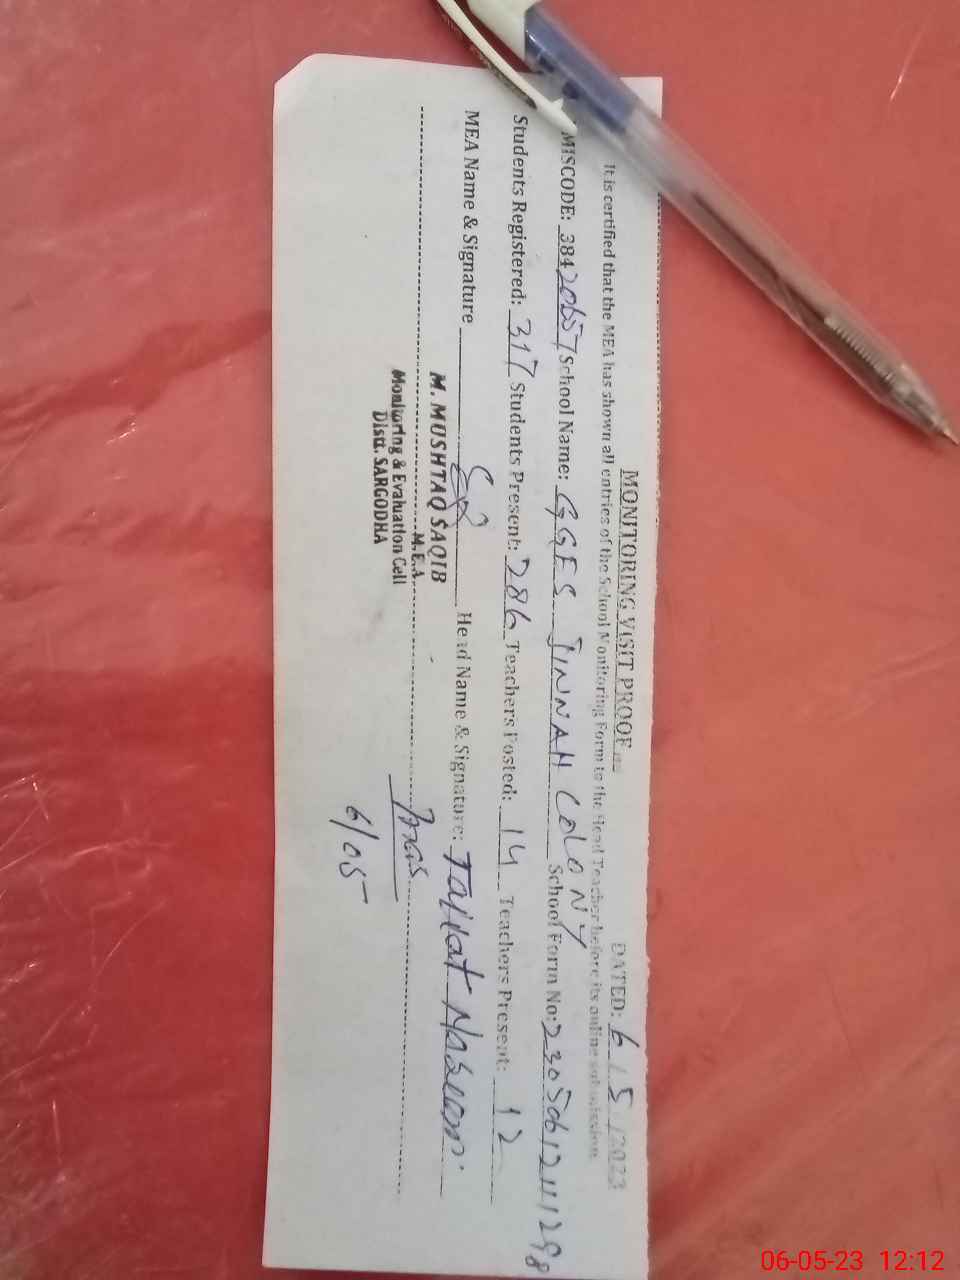 MONITORING VISIT PROOF DATED: 6/5/2023
It is certified that the MEA has shown all entries of the School Monitoring Form to the Head Teacher before its online submission
MISCODE: 38420657 School Name: GGES JINNAH COLONY School Form No:
Students Registered: 317 Students Present: 286 Teachers Posted: 14 Teachers Present: 12
MEA Name & Signature Head Name & Signature: Tallat Naseem
M. MUSHTAQ SAQIB
M.E.A
Monitoring & Evaluation Cell
Distt. SARGODHA
6/05
06-05-23 12:12